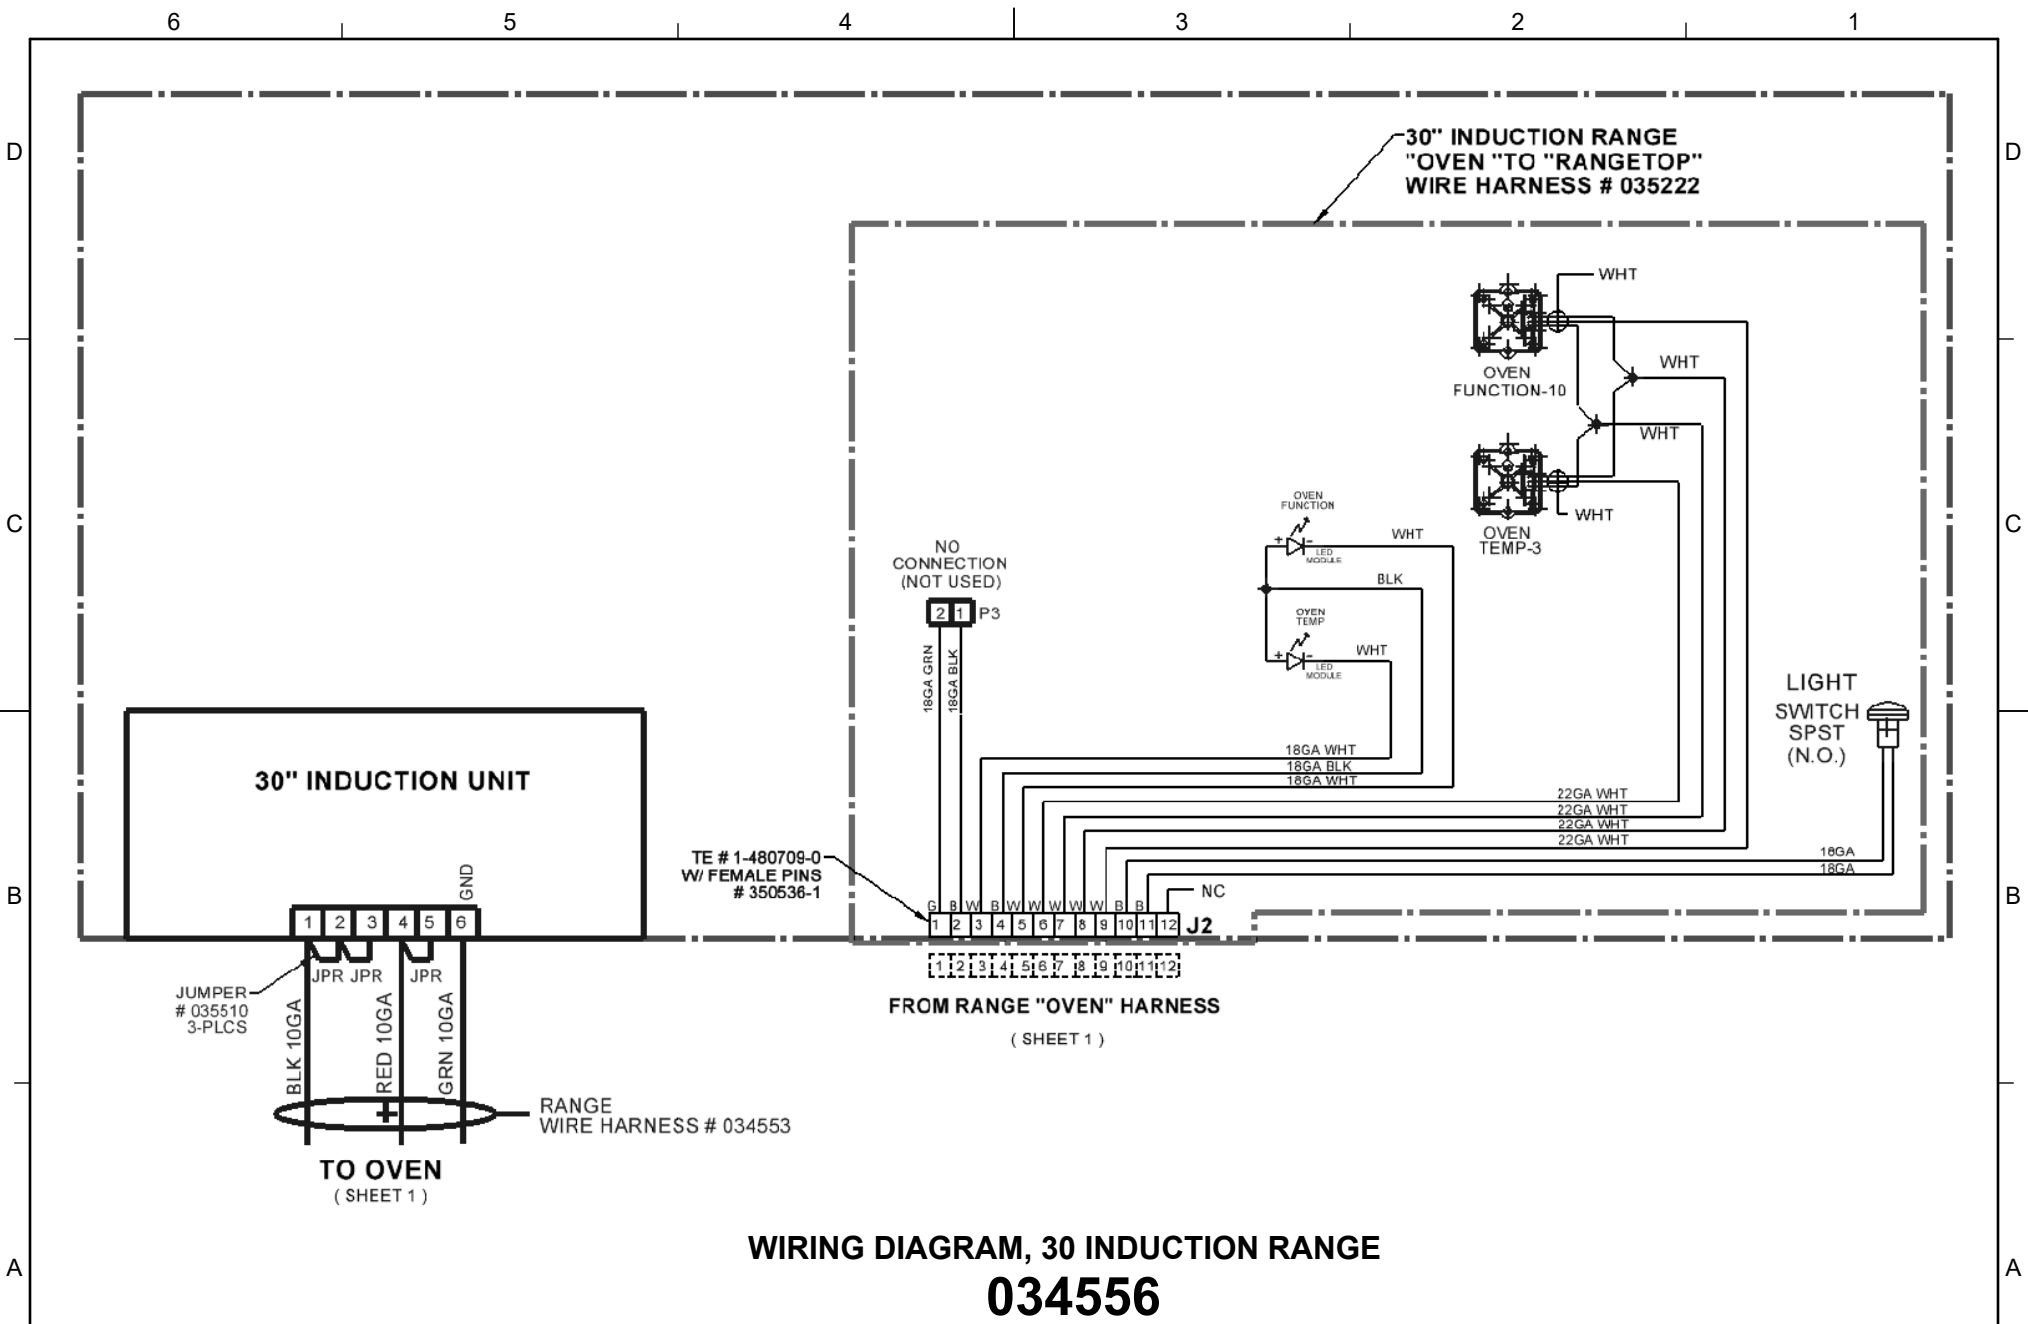 6 5 4 3 2 1
D D
30" INDUCTION RANGE
"OVEN "TO "RANGETOP"
WIRE HARNESS # 035222
WHT
OVEN
FUNCTION-10
WHT
WHT
OVEN
TEMP-3
WHT
C C
OVEN
FUNCTION
+ -
LED
MODULE
WHT
BLK
OVEN
TEMP
+ -
LED
MODULE
WHT
NO
CONNECTION
(NOT USED)
2 1 P3
18GA GRN
18GA BLK
LIGHT
SWITCH
SPST
(N.O.)
18GA WHT
18GA BLK
18GA WHT
22GA WHT
22GA WHT
22GA WHT
22GA WHT
18GA
18GA
30" INDUCTION UNIT
GND
1 2 3 4 5 6
TE # 1-480709-0
W/ FEMALE PINS
# 350536-1
B B
NC
G B W B W W W W W B B
1 2 3 4 5 6 7 8 9 10 11 12 J2
1 2 3 4 5 6 7 8 9 10 11 12
FROM RANGE "OVEN" HARNESS
( SHEET 1 )
JPR JPR JPR
JUMPER
# 035510
3-PLCS
BLK 10GA
RED 10GA
GRN 10GA
RANGE
WIRE HARNESS # 034553
TO OVEN
( SHEET 1 )
WIRING DIAGRAM, 30 INDUCTION RANGE
034556
A A